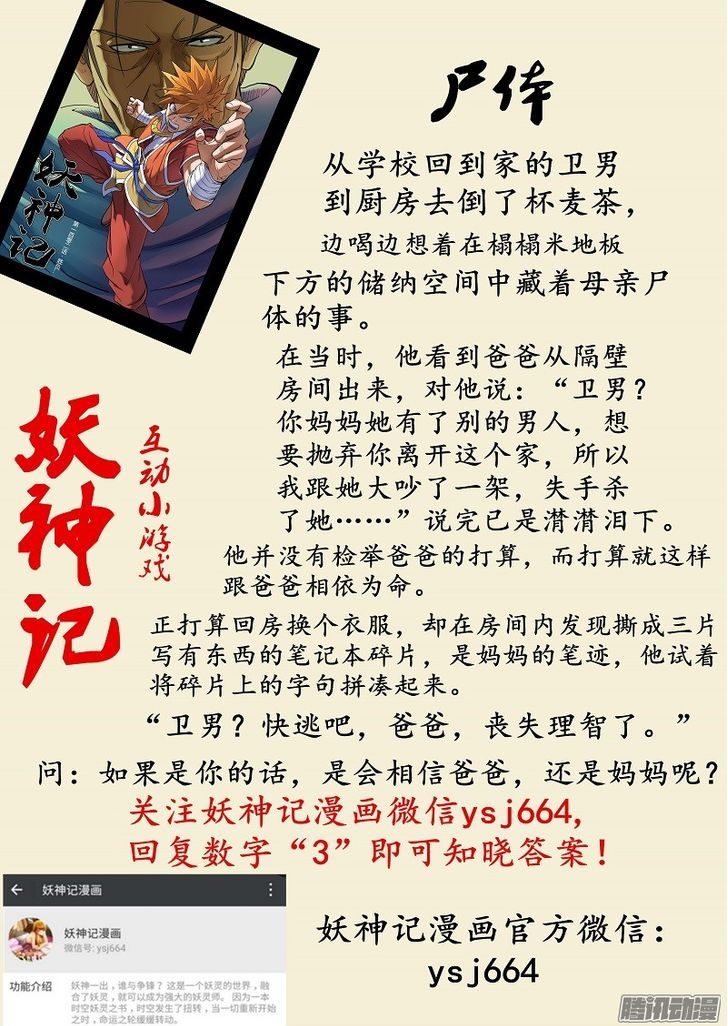 妖神记
尸体
从学校回到家的卫男
到厨房去倒了杯麦茶，
边喝边想着在榻榻米地板
下方的储纳空间中藏着母亲尸
体的事。
在当时，他看到爸爸从隔壁
房间出来，对他说：“卫男？
你妈妈她有了别的男人，想
要抛弃你离开这个家，所以
我跟她大吵了一架，失手杀
了她……”说完已是潸潸泪下。
他并没有检举爸爸的打算，而打算就这样
跟爸爸相依为命。
正打算回房换个衣服，却在房间内发现撕成三片
写有东西的笔记本碎片，是妈妈的笔迹，他试着
将碎片上的字句拼凑起来。
“卫男？快逃吧，爸爸，丧失理智了。”
问：如果是你的话，是会相信爸爸，还是妈妈呢？
妖神记
互动小游戏
关注妖神记漫画微信ysj664，
回复数字“3”即可知晓答案！
妖神记漫画
妖神记漫画
微信号: ysj664
功能介绍
妖神一出，谁与争锋？这是一个妖灵的世界，融
合了妖灵，就可以成为强大的妖灵师。因为一本
时空妖灵之书，时空发生了扭转，当一切重新开始
之时，命运之轮缓缓转动。
妖神记漫画官方微信：
ysj664
腾讯动漫